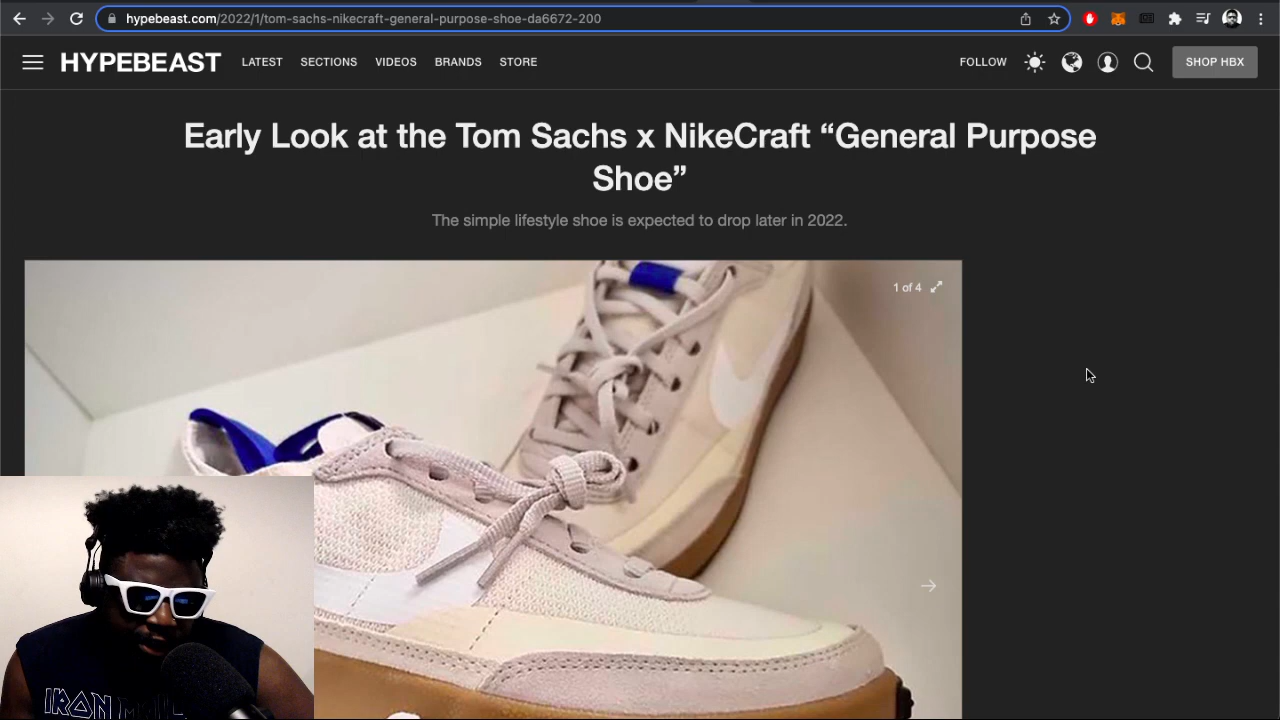 hypebeast.com/2022/1/tom-sachs-nikecraft-general-purpose-shoe-da6672-200
HYPEBEAST LATEST SECTIONS VIDEOS BRANDS STORE FOLLOW SHOP HBX
Early Look at the Tom Sachs x NikeCraft “General Purpose
Shoe”
The simple lifestyle shoe is expected to drop later in 2022.
1 of 4
IRON